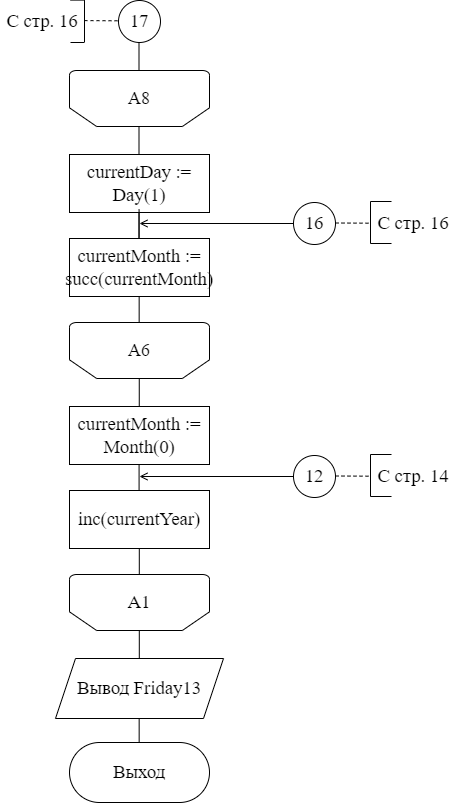 С стр. 16
17
A8
currentDay :=
Day(1)
16
С стр. 16
currentMonth :=
succ(currentMonth)
A6
currentMonth :=
Month(0)
12
С стр. 14
inc(currentYear)
A1
Вывод Friday13
Выход